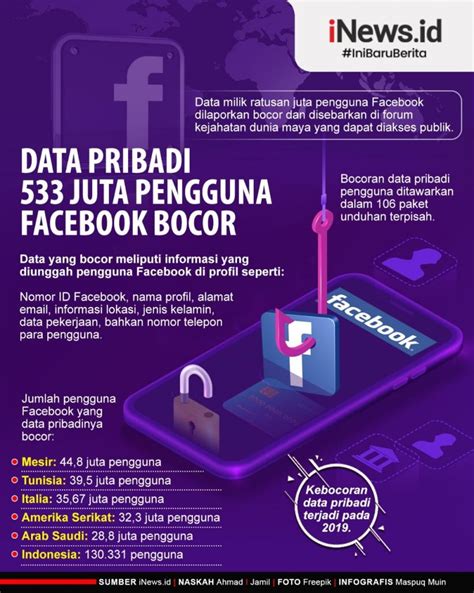 iNews.id
#IniBaruBerita
Data milik ratusan juta pengguna Facebook
dilaporkan bocor dan disebarkan di forum
kejahatan dunia maya yang dapat diakses publik.
DATA PRIBADI
533 JUTA PENGGUNA
FACEBOOK BOCOR
Bocoran data pribadi
pengguna ditawarkan
dalam 106 paket
unduhan terpisah.
Data yang bocor meliputi informasi yang
diunggah pengguna Facebook di profil seperti:
Nomor ID Facebook, nama profil, alamat
email, informasi lokasi, jenis kelamin,
data pekerjaan, bahkan nomor telepon
para pengguna.
facebook
Jumlah pengguna
Facebook yang
data pribadinya
bocor:
Mesir: 44,8 juta pengguna
Tunisia: 39,5 juta pengguna
Italia: 35,67 juta pengguna
Amerika Serikat: 32,3 juta pengguna
Arab Saudi: 28,8 juta pengguna
Indonesia: 130.331 pengguna
Kebocoran
data pribadi
terjadi pada
2019.
SUMBER iNews.id | NASKAH Ahmad I Jamil | FOTO Freepik | INFOGRAFIS Maspuq Muin